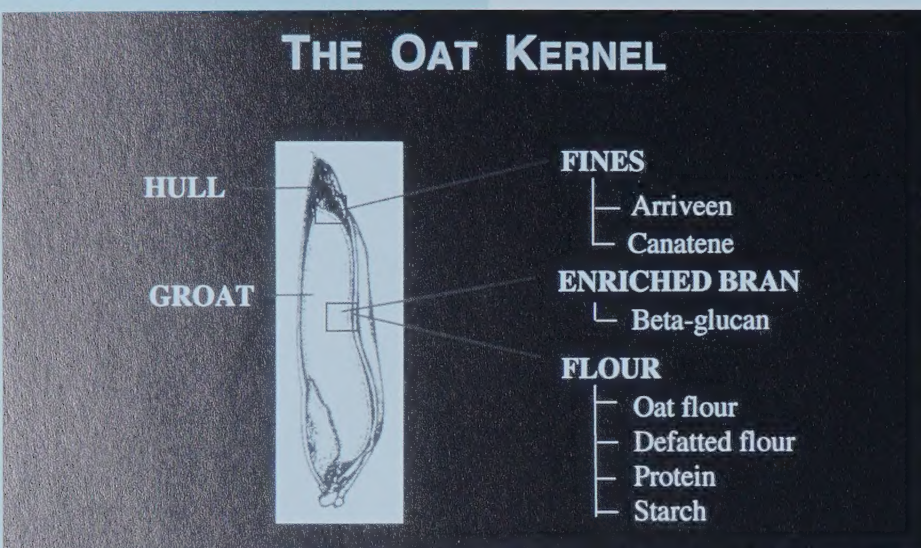 THE OAT KERNEL
HULL
GROAT
FINES
Arriveen
Canatene
ENRICHED BRAN
Beta-glucan
FLOUR
Oat flour
Defatted flour
Protein
Starch